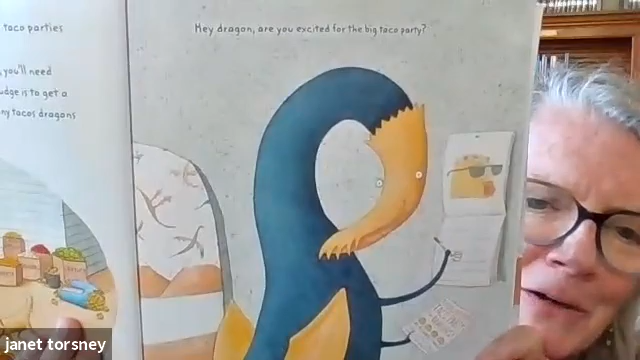 taco parties
you'll need
udge is to get a
ny tacos dragons
Hey dragon, are you excited for the big taco party?
janet torsney